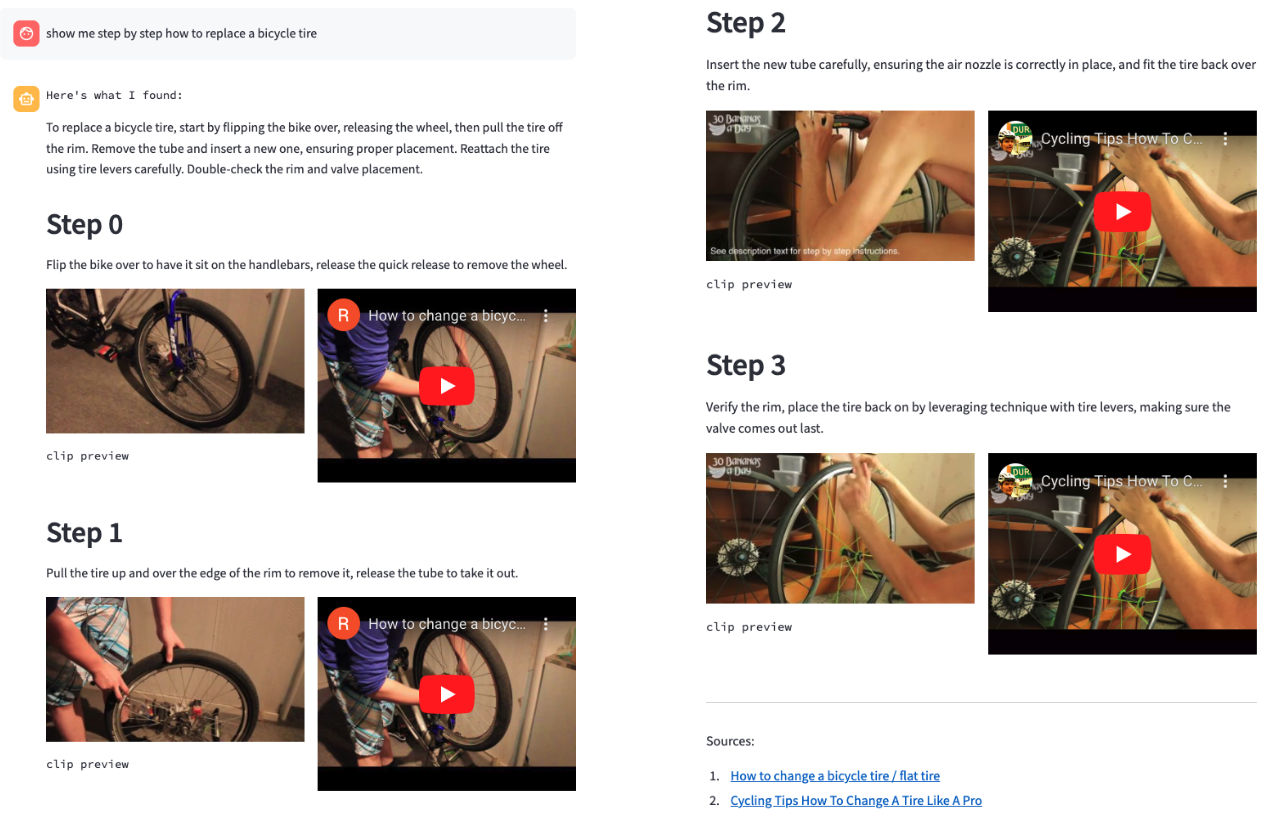 show me step by step how to replace a bicycle tire
Here's what I found:
To replace a bicycle tire, start by flipping the bike over, releasing the wheel, then pull the tire off
the rim. Remove the tube and insert a new one, ensuring proper placement. Reattach the tire
using tire levers carefully. Double-check the rim and valve placement.
Step 0
Flip the bike over to have it sit on the handlebars, release the quick release to remove the wheel.
R
How to change a bicyc...
clip preview
Step 1
Pull the tire up and over the edge of the rim to remove it, release the tube to take it out.
R
How to change a bicyc...
clip preview
Step 2
Insert the new tube carefully, ensuring the air nozzle is correctly in place, and fit the tire back over
the rim.
30 Bananas
a Day
See description text for step by step instructions.
DUR
Cycling Tips How To C...
clip preview
Step 3
Verify the rim, place the tire back on by leveraging technique with tire levers, making sure the
valve comes out last.
30 Bananas
a Day
DUR
Cycling Tips How To C...
clip preview
Sources:
1. How to change a bicycle tire / flat tire
2. Cycling Tips How To Change A Tire Like A Pro